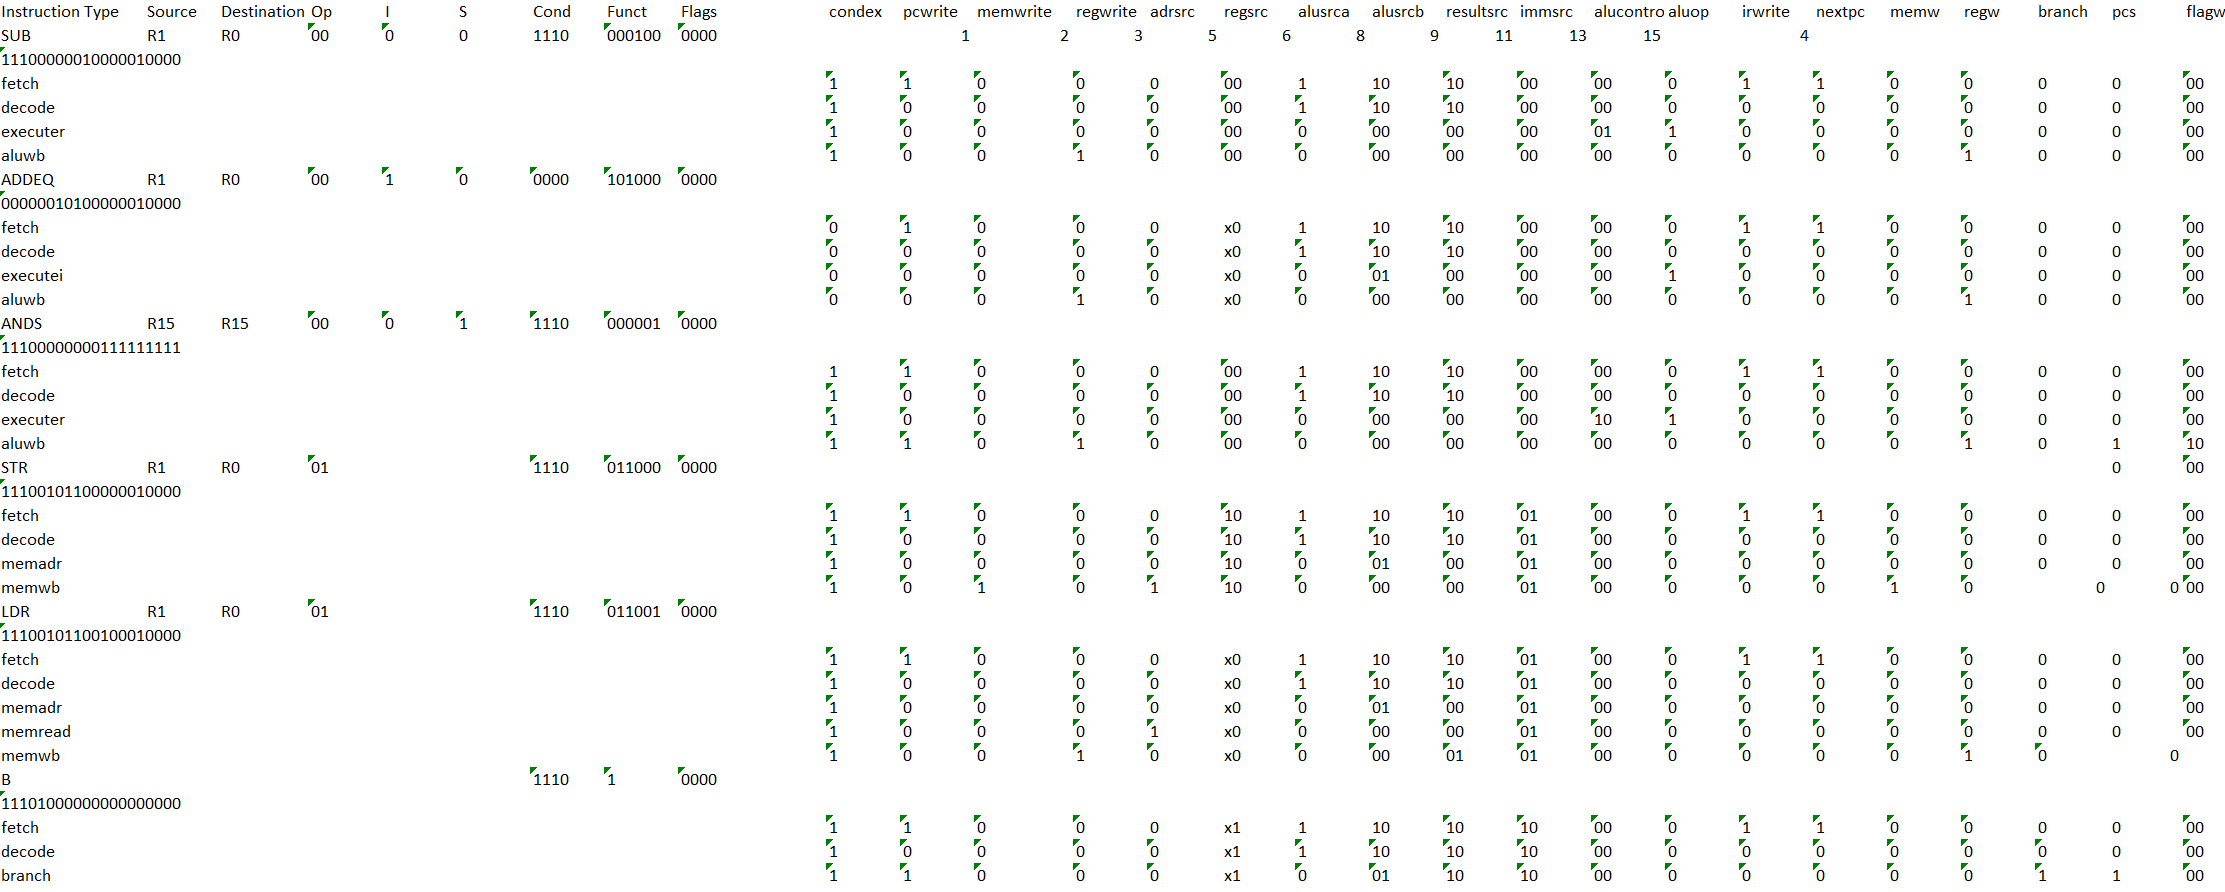 Instruction Type Source Destination Op I S Cond Funct Flags condex pcwrite memwrite regwrite adrsrc regsrc alusrca alusrcb resultsrc immsrc alucontro aluop irwrite nextpc memw regw branch pcs flagw
SUB R1 R0 00 0 0 1110 000100 0000 1 2 3 5 6 8 9 11 13 15 4
11100000010000010000
fetch 1 1 0 0 0 00 1 10 10 00 00 0 1 1 0 0 0 0 00
decode 1 0 0 0 0 00 1 10 10 00 00 0 0 0 0 0 0 0 00
executer 1 0 0 0 0 00 0 00 00 00 01 1 0 0 0 0 0 0 00
aluwb 1 0 0 1 0 00 0 00 00 00 00 0 0 0 0 1 0 0 00
ADDEQ R1 R0 00 1 0 0000 101000 0000
00000010100000010000
fetch 0 1 0 0 0 x0 1 10 10 00 00 0 1 1 0 0 0 0 00
decode 0 0 0 0 0 x0 1 10 10 00 00 0 0 0 0 0 0 0 00
executei 0 0 0 0 0 x0 0 01 00 00 00 1 0 0 0 0 0 0 00
aluwb 0 0 0 1 0 x0 0 00 00 00 00 0 0 0 0 1 0 0 00
ANDS R15 R15 00 0 1 1110 000001 0000
11100000000111111111
fetch 1 1 0 0 0 00 1 10 10 00 00 0 1 1 0 0 0 0 00
decode 1 0 0 0 0 00 1 10 10 00 00 0 0 0 0 0 0 0 00
executer 1 0 0 0 0 00 0 00 00 00 10 1 0 0 0 0 0 0 00
aluwb 1 1 0 1 0 00 0 00 00 00 00 0 0 0 0 1 0 1 10
STR R1 R0 01 1110 011000 0000 0 00
11100101100000010000
fetch 1 1 0 0 0 10 1 10 10 01 00 0 1 1 0 0 0 0 00
decode 1 0 0 0 0 10 1 10 10 01 00 0 0 0 0 0 0 0 00
memadr 1 0 0 0 0 10 0 01 00 01 00 0 0 0 0 0 0 0 00
memwb 1 0 1 0 1 10 0 00 00 01 00 0 0 0 1 0 0 0 00
LDR R1 R0 01 1110 011001 0000
11100101100100010000
fetch 1 1 0 0 0 x0 1 10 10 01 00 0 1 1 0 0 0 0 00
decode 1 0 0 0 0 x0 1 10 10 01 00 0 0 0 0 0 0 0 00
memadr 1 0 0 0 0 x0 0 01 00 01 00 0 0 0 0 0 0 0 00
memread 1 0 0 0 1 x0 0 00 00 01 00 0 0 0 0 0 0 0 00
memwb 1 0 0 1 0 x0 0 00 01 01 00 0 0 0 0 1 0 0
B 1110 1 0000
11101000000000000000
fetch 1 1 0 0 0 x1 1 10 10 10 00 0 1 1 0 0 0 0 00
decode 1 0 0 0 0 x1 1 10 10 10 00 0 0 0 0 0 0 0 00
branch 1 1 0 0 0 x1 0 01 10 10 00 0 0 0 0 0 1 1 00